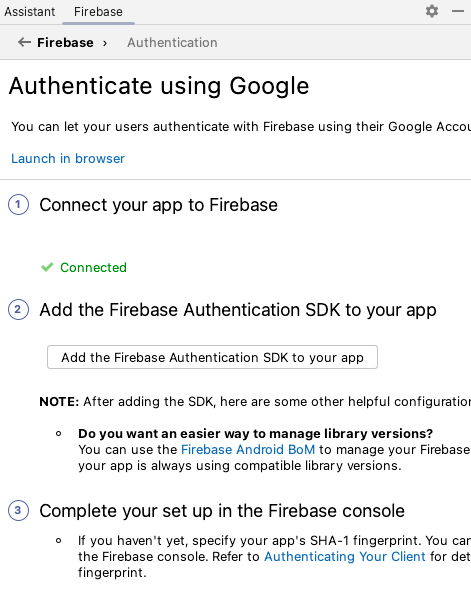 Assistant Firebase
Firebase › Authentication
Authenticate using Google
You can let your users authenticate with Firebase using their Google Accou
Launch in browser
1 Connect your app to Firebase
Connected
2 Add the Firebase Authentication SDK to your app
Add the Firebase Authentication SDK to your app
NOTE: After adding the SDK, here are some other helpful configuration
Do you want an easier way to manage library versions?
You can use the Firebase Android BoM to manage your Firebase
your app is always using compatible library versions.
3 Complete your set up in the Firebase console
If you haven't yet, specify your app's SHA-1 fingerprint. You can
the Firebase console. Refer to Authenticating Your Client for det
fingerprint.